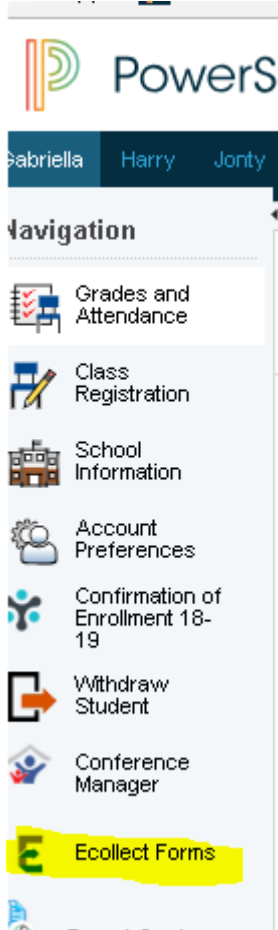 PowerS
Gabriella Harry Jonty
Navigation
Grades and
Attendance
Class
Registration
School
Information
Account
Preferences
Confirmation of
Enrollment 18-
19
Withdraw
Student
Conference
Manager
Ecollect Forms